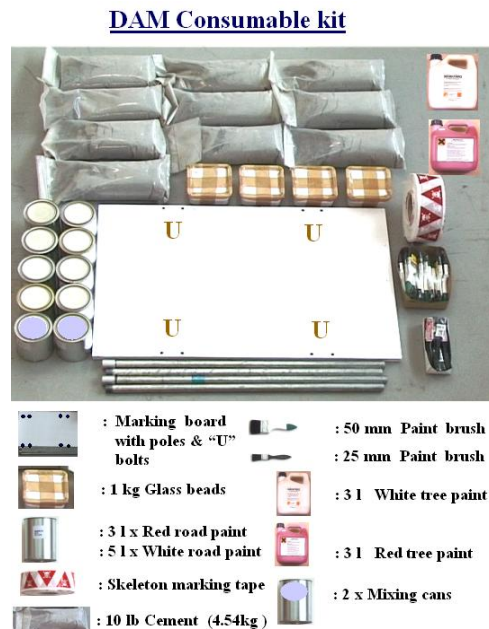 DAM Consumable kit
U
U
U
U
: Marking board
with poles & “U”
bolts
: 1 kg Glass beads
: 3 l x Red road paint
: 5 l x White road paint
: Skeleton marking tape
: 10 lb Cement (4.54kg )
: 50 mm Paint brush
: 25 mm Paint brush
: 3 l White tree paint
: 3 l Red tree paint
: 2 x Mixing cans